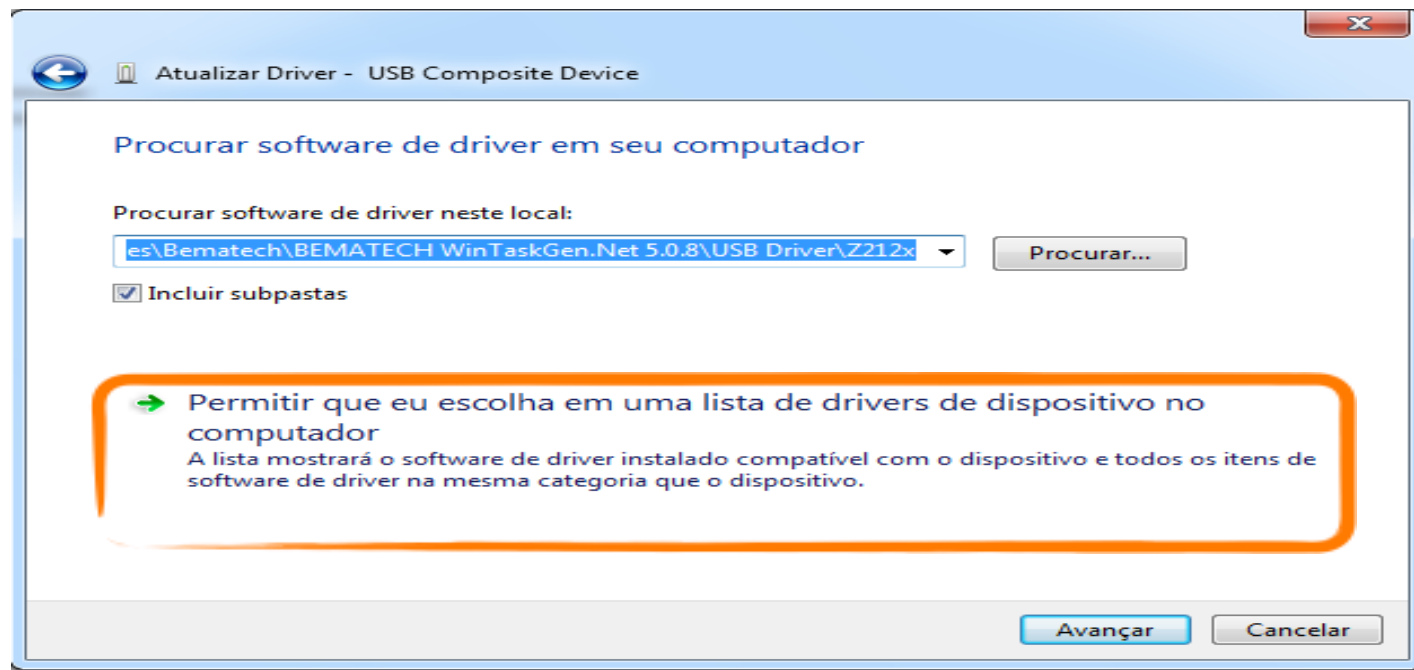 Atualizar Driver - USB Composite Device
Procurar software de driver em seu computador
Procurar software de driver neste local:
es\Bematech\BEMATECH WinTaskGen.Net 5.0.8\USB Driver\Z212x
Procurar...
Incluir subpastas
Permitir que eu escolha em uma lista de drivers de dispositivo no
computador
A lista mostrará o software de driver instalado compatível com o dispositivo e todos os itens de
software de driver na mesma categoria que o dispositivo.
Avançar
Cancelar